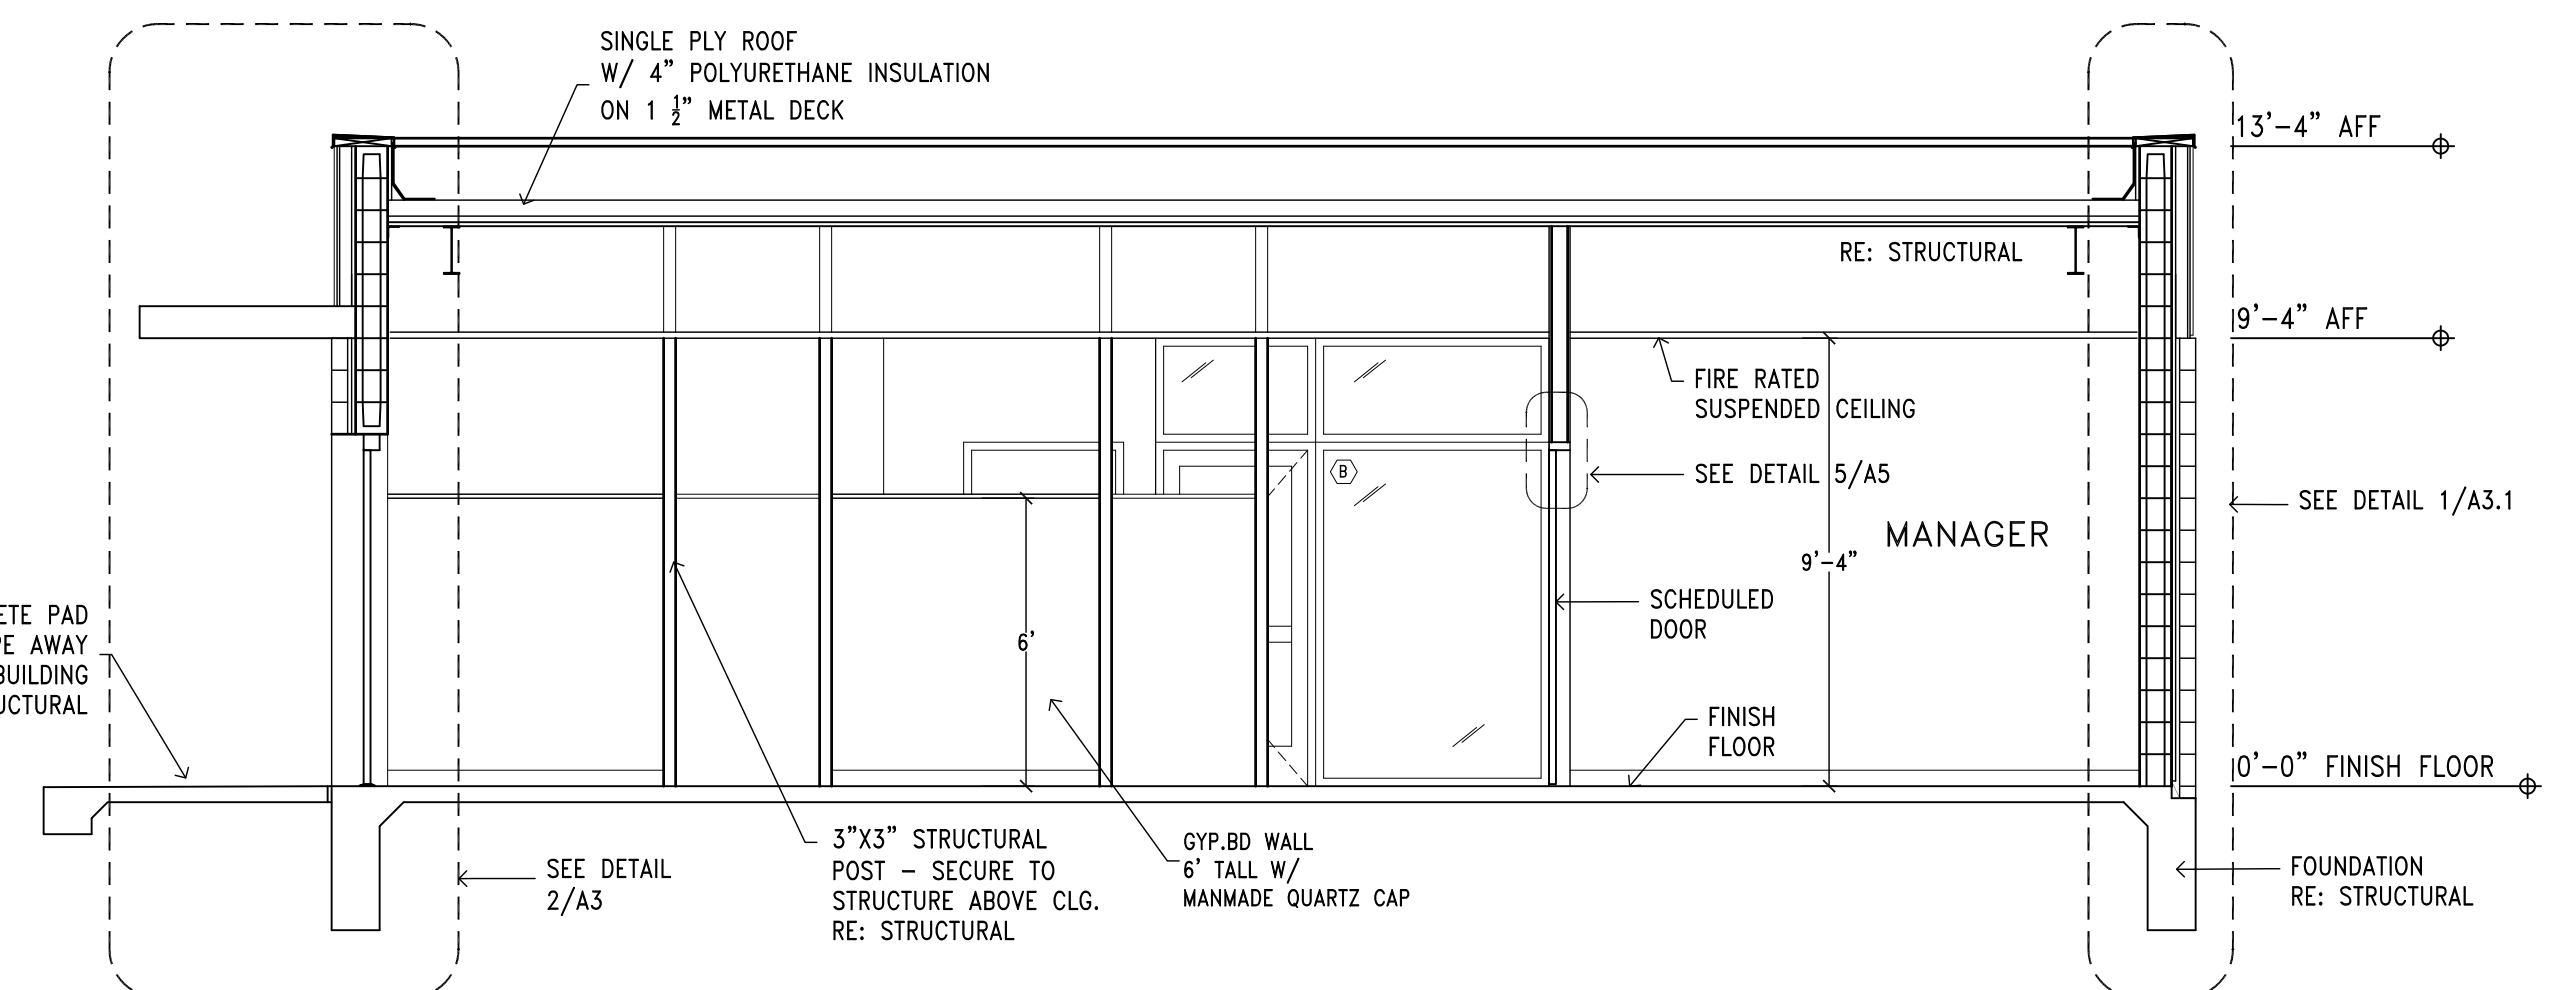 SINGLE PLY ROOF
W/ 4" POLYURETHANE INSULATION
ON 1 1/2" METAL DECK
13'-4" AFF
RE: STRUCTURAL
9'-4" AFF
FIRE RATED
SUSPENDED CEILING
B
SEE DETAIL 5/A5
SEE DETAIL 1/A3.1
MANAGER
9'-4"
SCHEDULED
DOOR
ETE PAD
PE AWAY
BUILDING
UCTURAL
6'
FINISH
FLOOR
0'-0" FINISH FLOOR
SEE DETAIL
2/A3
3"X3" STRUCTURAL
POST - SECURE TO
STRUCTURE ABOVE CLG.
RE: STRUCTURAL
GYP.BD WALL
6' TALL W/
MANMADE QUARTZ CAP
FOUNDATION
RE: STRUCTURAL